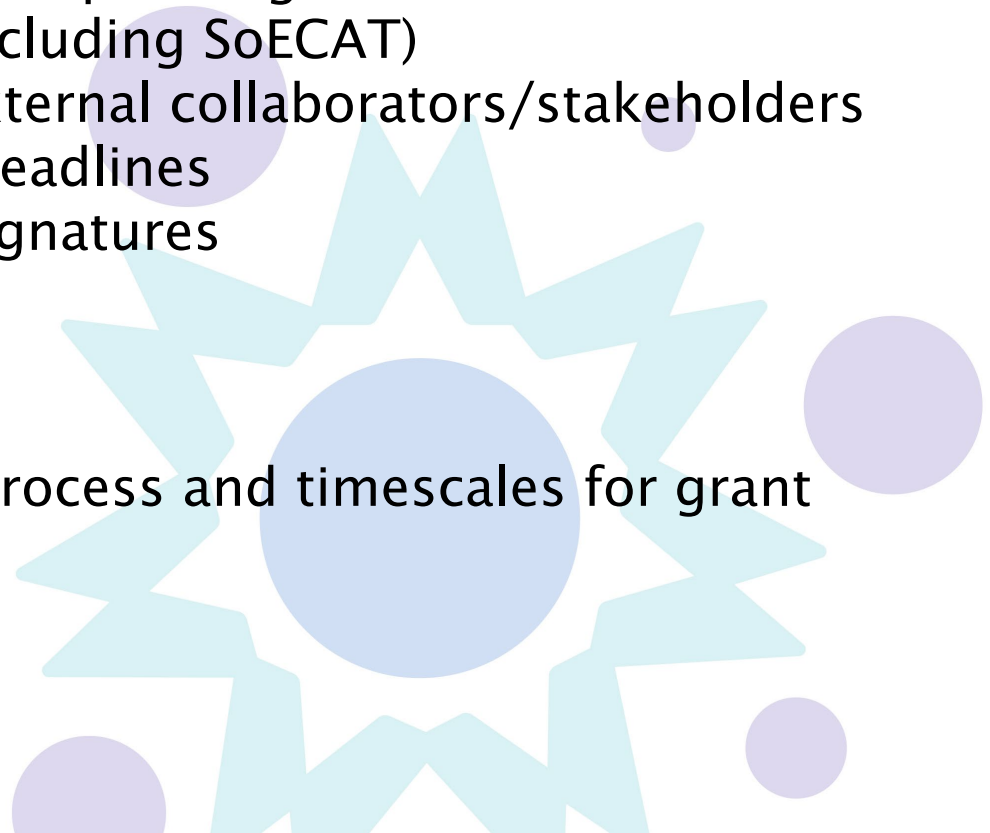 cluding SoECAT)
ternal collaborators/stakeholders
eadlines
gnatures
rocess and timescales for grant